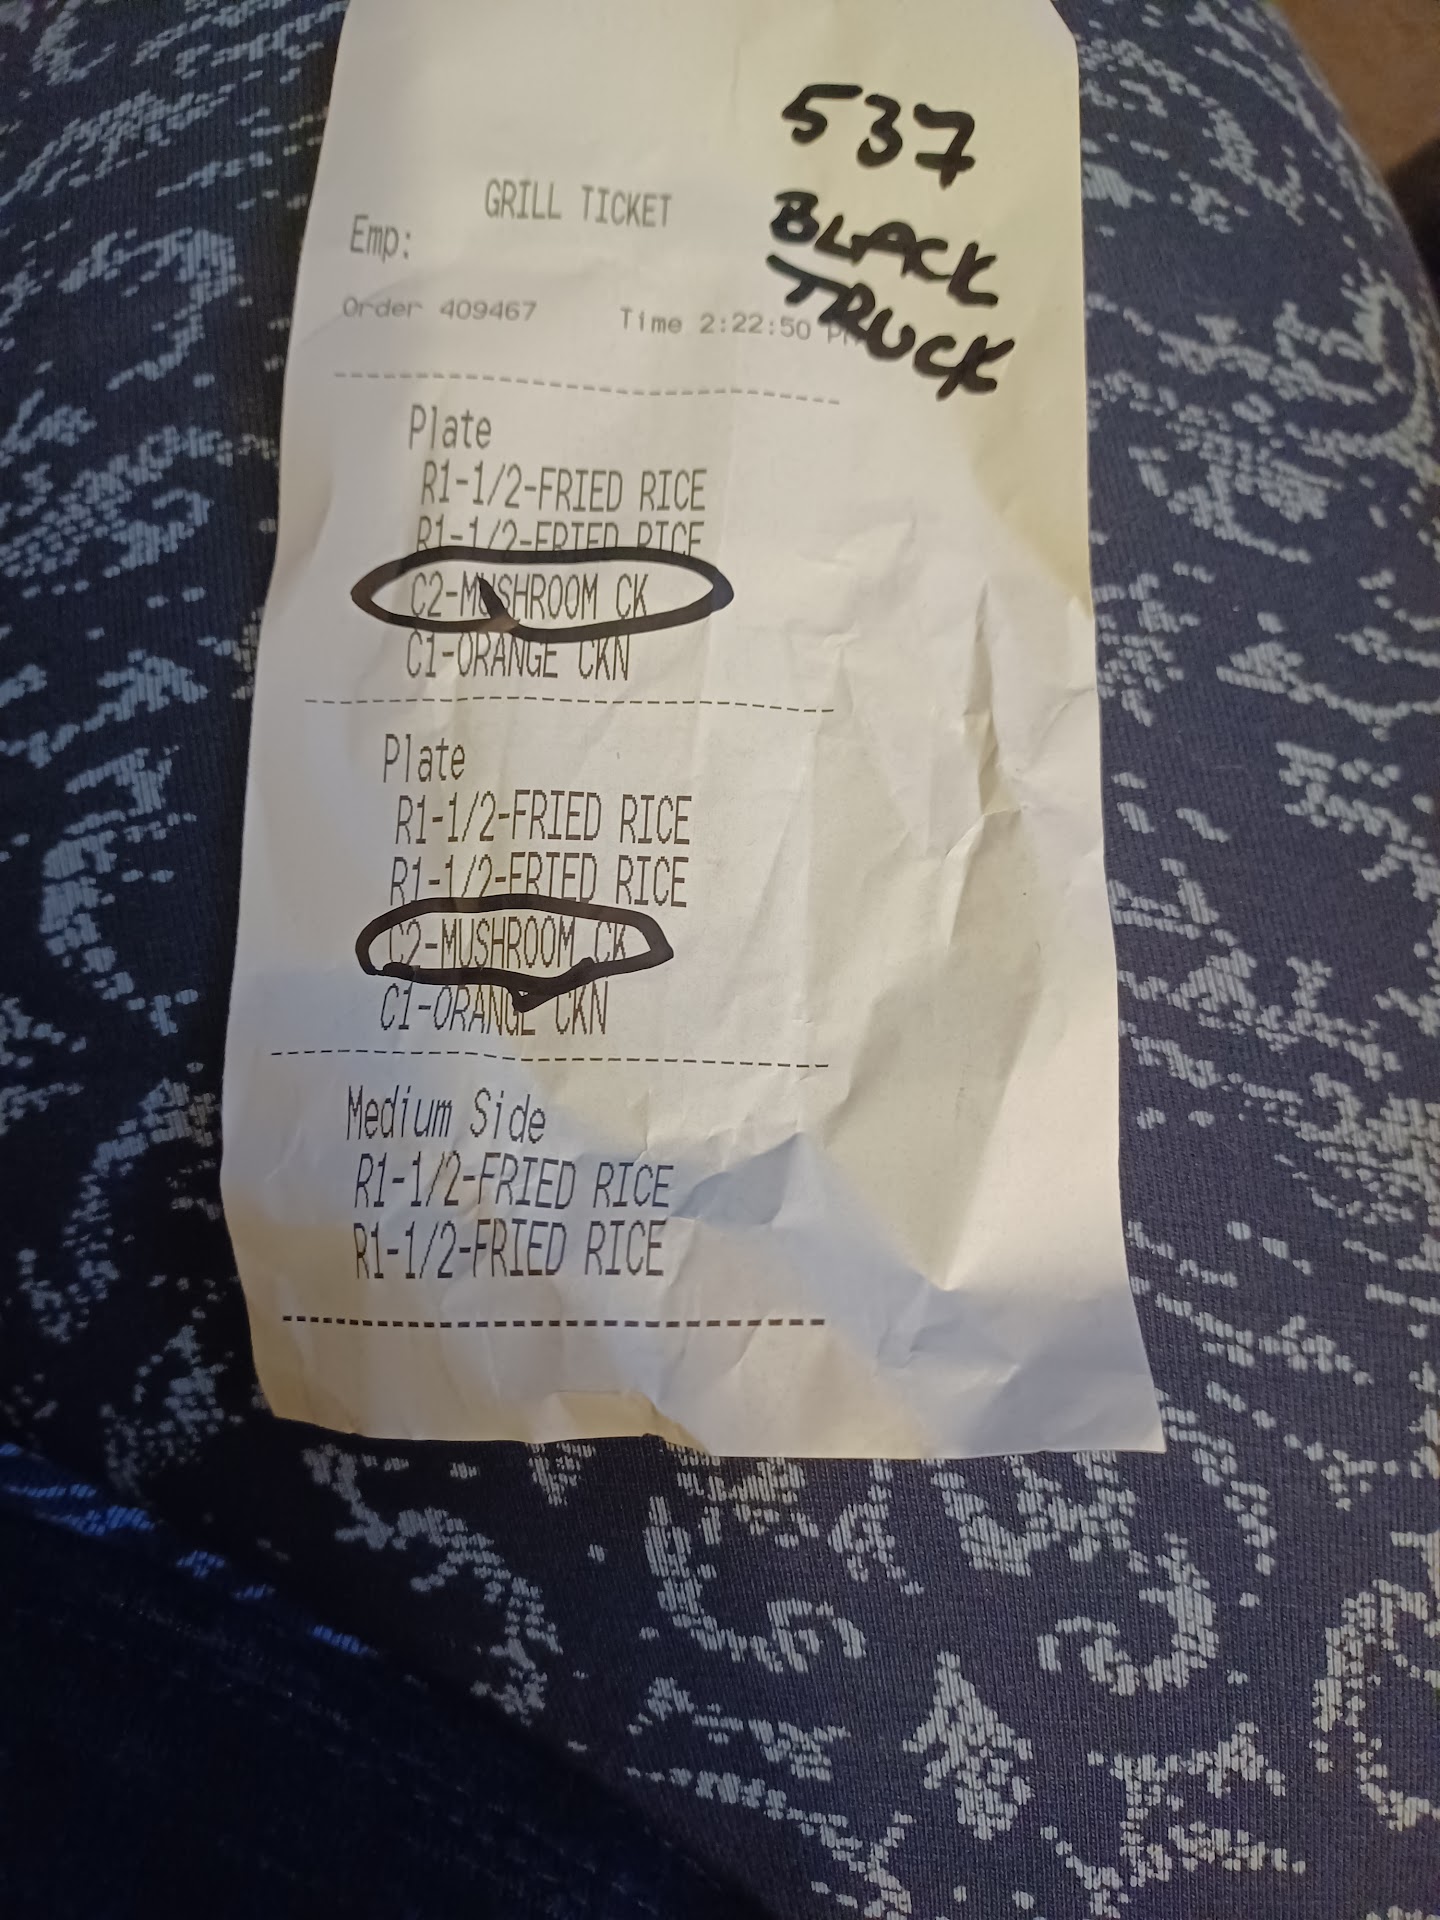 537
BLACK
TRUCK
GRILL TICKET
Emp:
Order 409467 Time 2:22:50 PM
Plate
R1-1/2-FRIED RICE
R1-1/2-FRIED RICE
C2-MUSHROOM CK
C1-ORANGE CKN
Plate
R1-1/2-FRIED RICE
R1-1/2-FRIED RICE
C2-MUSHROOM CK
C1-ORANGE CKN
Medium Side
R1-1/2-FRIED RICE
R1-1/2-FRIED RICE